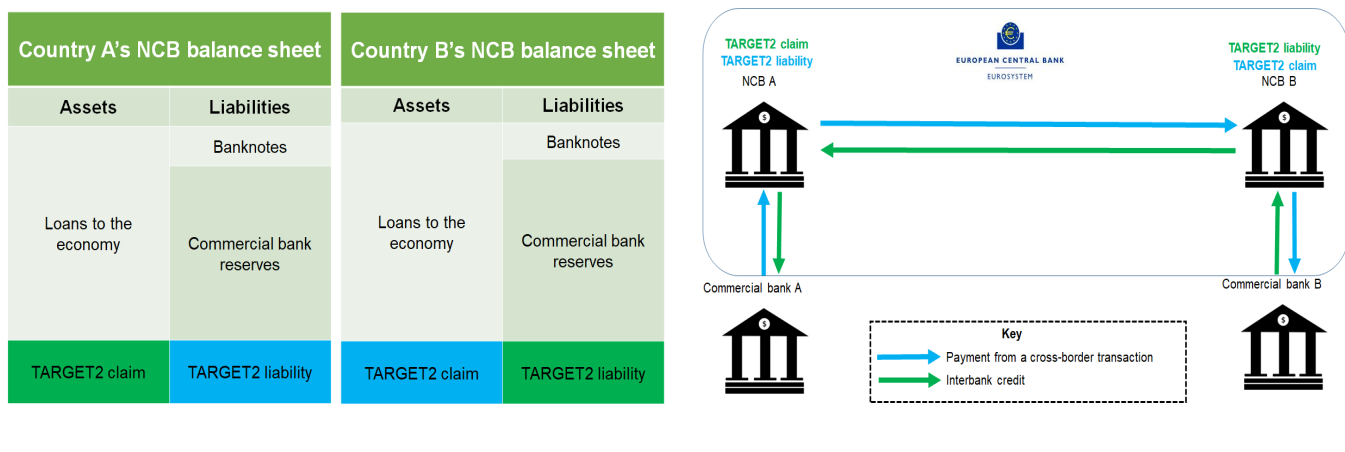 Country A's NCB balance sheet
Assets
Liabilities
Banknotes
Loans to the
economy
Commercial bank
reserves
TARGET2 claim
TARGET2 liability
Country B's NCB balance sheet
Assets
Liabilities
Banknotes
Loans to the
economy
Commercial bank
reserves
TARGET2 claim
TARGET2 liability
TARGET2 claim
TARGET2 liability
NCB A
$
EUROPEAN CENTRAL BANK
EUROSYSTEM
TARGET2 liability
TARGET2 claim
NCB B
$
Commercial bank A
$
Commercial bank B
$
Key
Payment from a cross-border transaction
Interbank credit